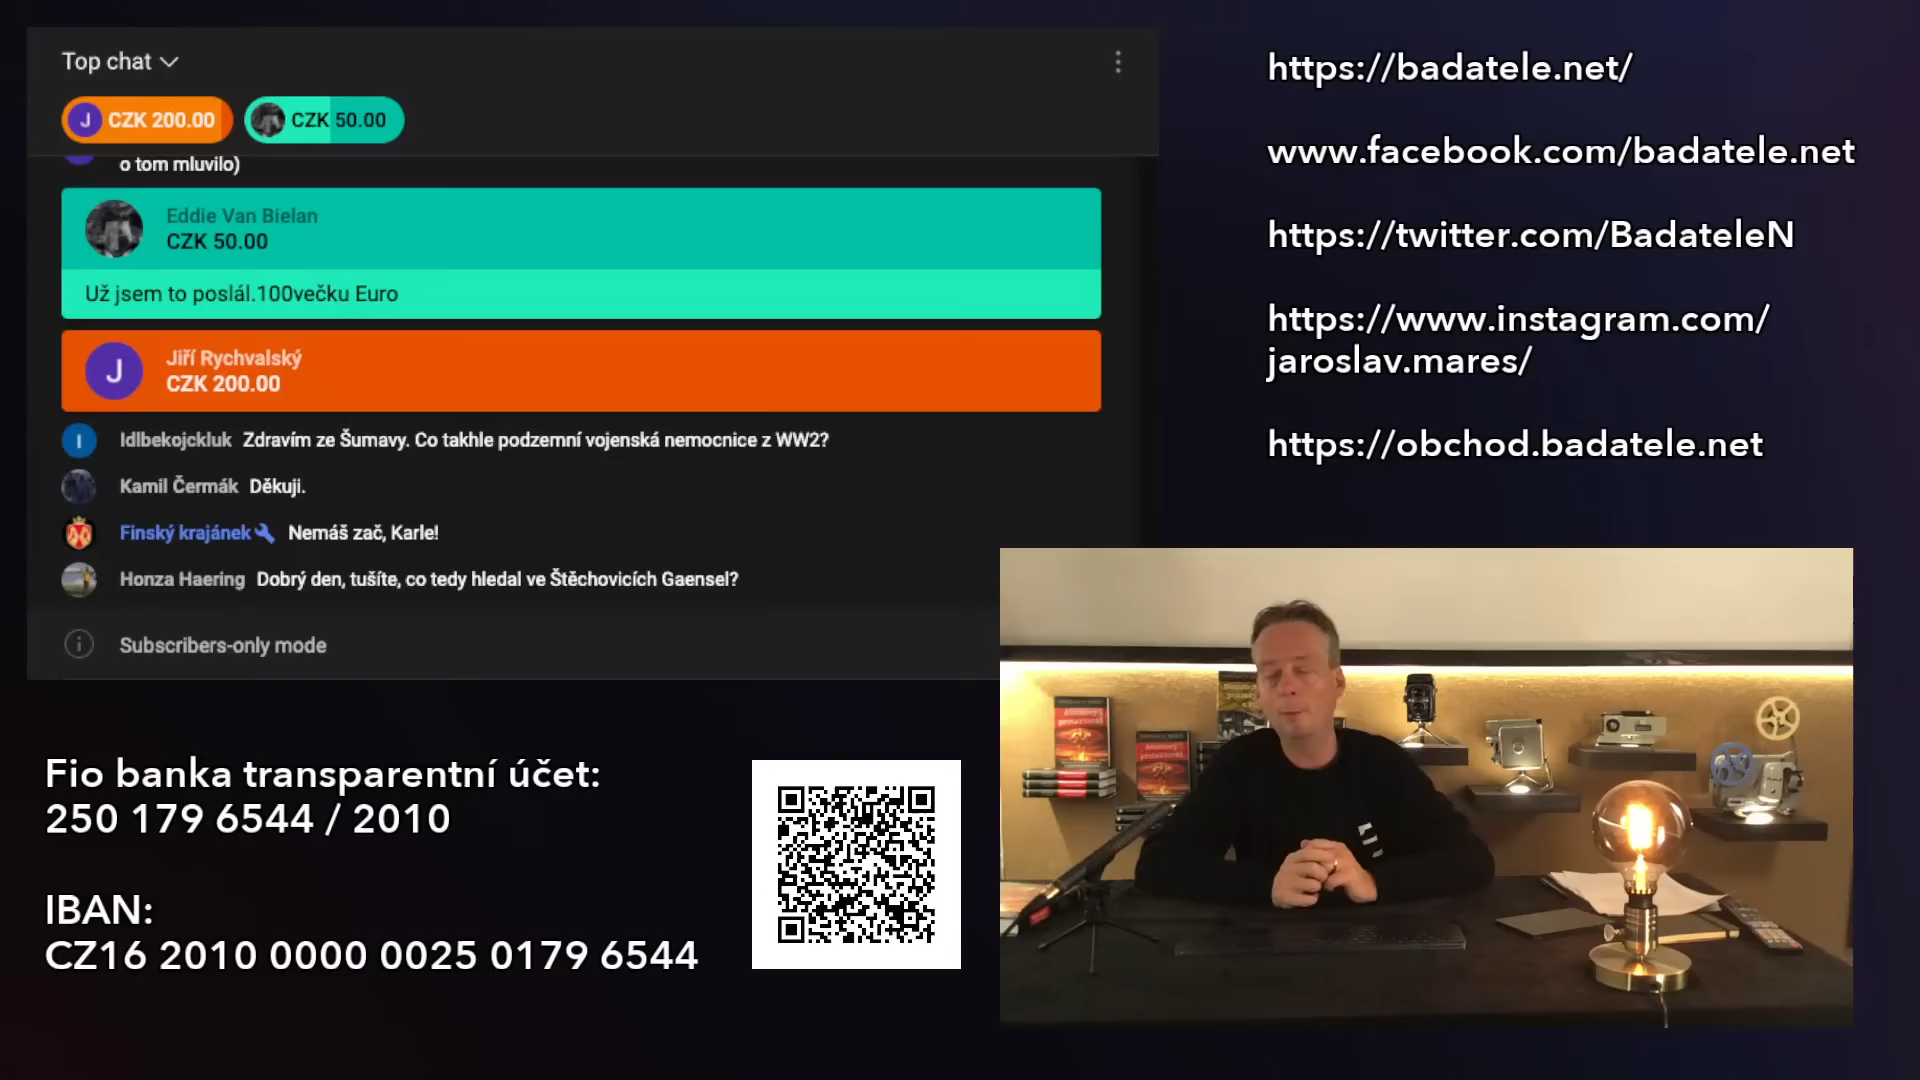 Top chat
J CZK 200.00 CZK 50.00
o tom mluvilo)
Eddie Van Bielan
CZK 50.00
Už jsem to poslál.100večku Euro
J Jiří Rychvalský
CZK 200.00
I Idlbekojckluk Zdravím ze Šumavy. Co takhle podzemní vojenská nemocnice z WW2?
Kamil Čermák Děkuji.
Finský krajánek Nemáš zač, Karle!
Honza Haering Dobrý den, tušíte, co tedy hledal ve Štěchovicích Gaensel?
Subscribers-only mode
https://badatele.net/
www.facebook.com/badatele.net
https://twitter.com/BadateleN
https://www.instagram.com/
jaroslav.mares/
https://obchod.badatele.net
Fio banka transparentní účet:
250 179 6544 / 2010
IBAN:
CZ16 2010 0000 0025 0179 6544